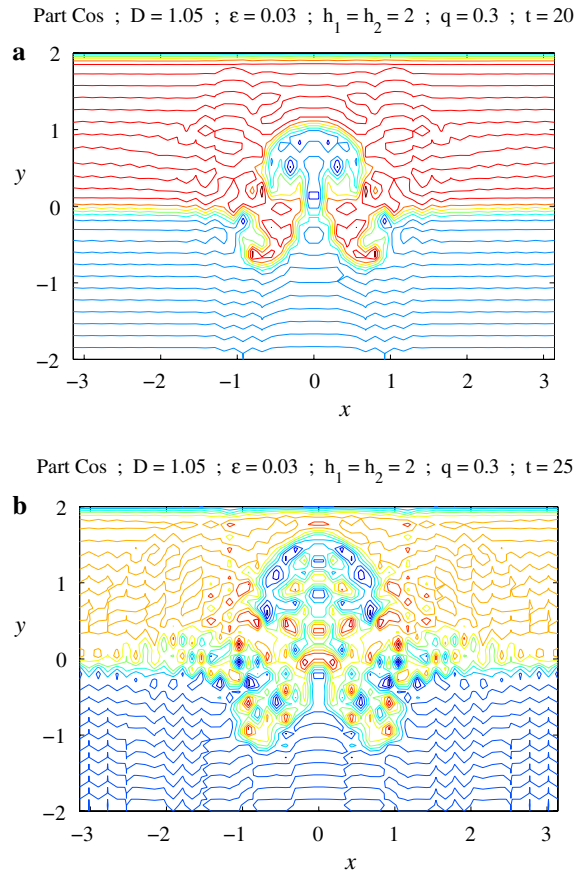 Part Cos ; D = 1.05 ; ε = 0.03 ; h1 = h2 = 2 ; q = 0.3 ; t = 20
a
2
1
y
0
−1
−2
−3 −2 −1 0 1 2 3
x
Part Cos ; D = 1.05 ; ε = 0.03 ; h1 = h2 = 2 ; q = 0.3 ; t = 25
b
2
1
y
0
−1
−2
−3 −2 −1 0 1 2 3
x